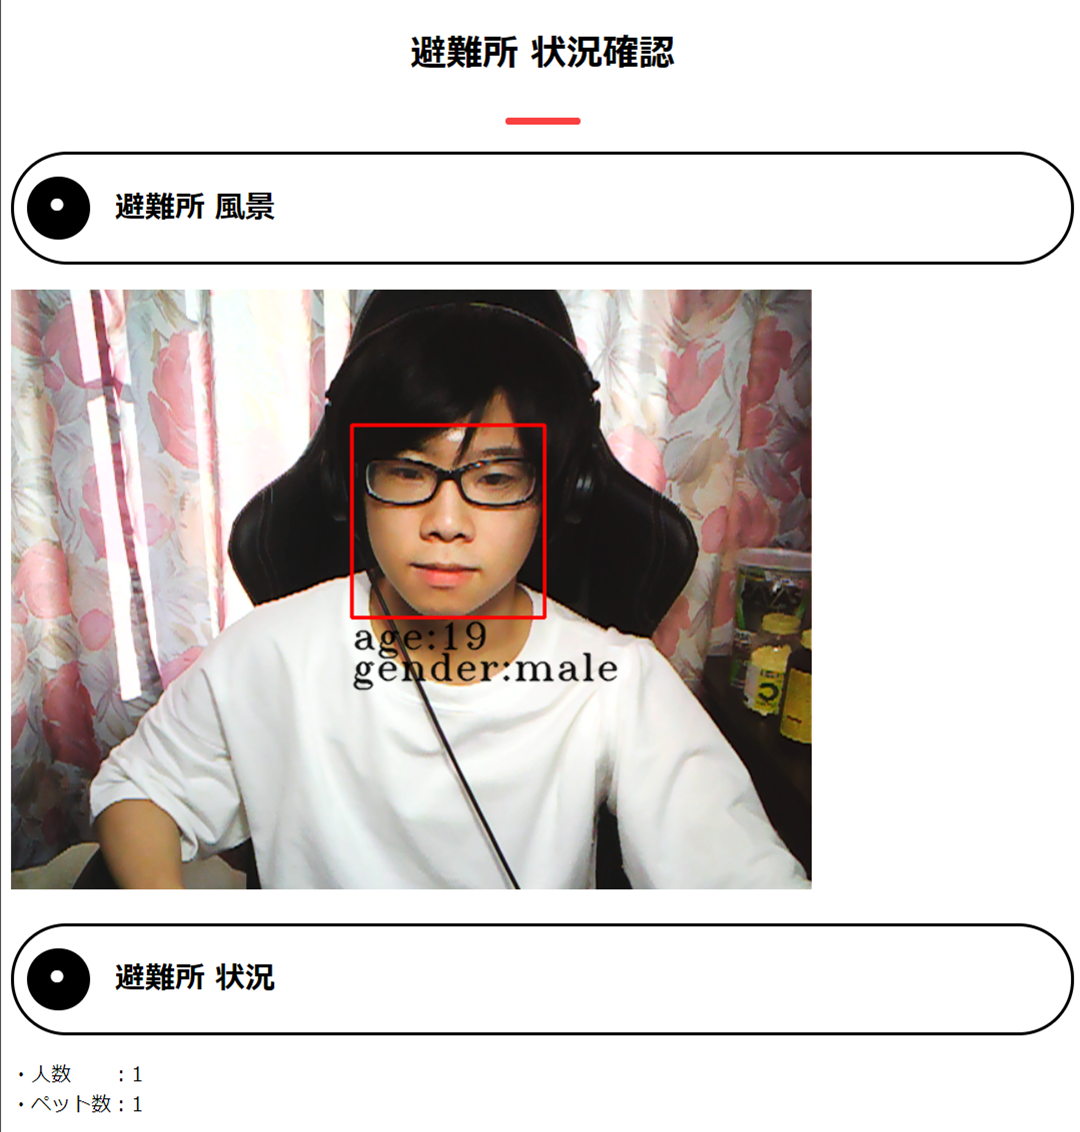 避難所 状況確認
避難所 風景
age:19
gender:male
避難所 状況
・人数　　：1
・ペット数：1